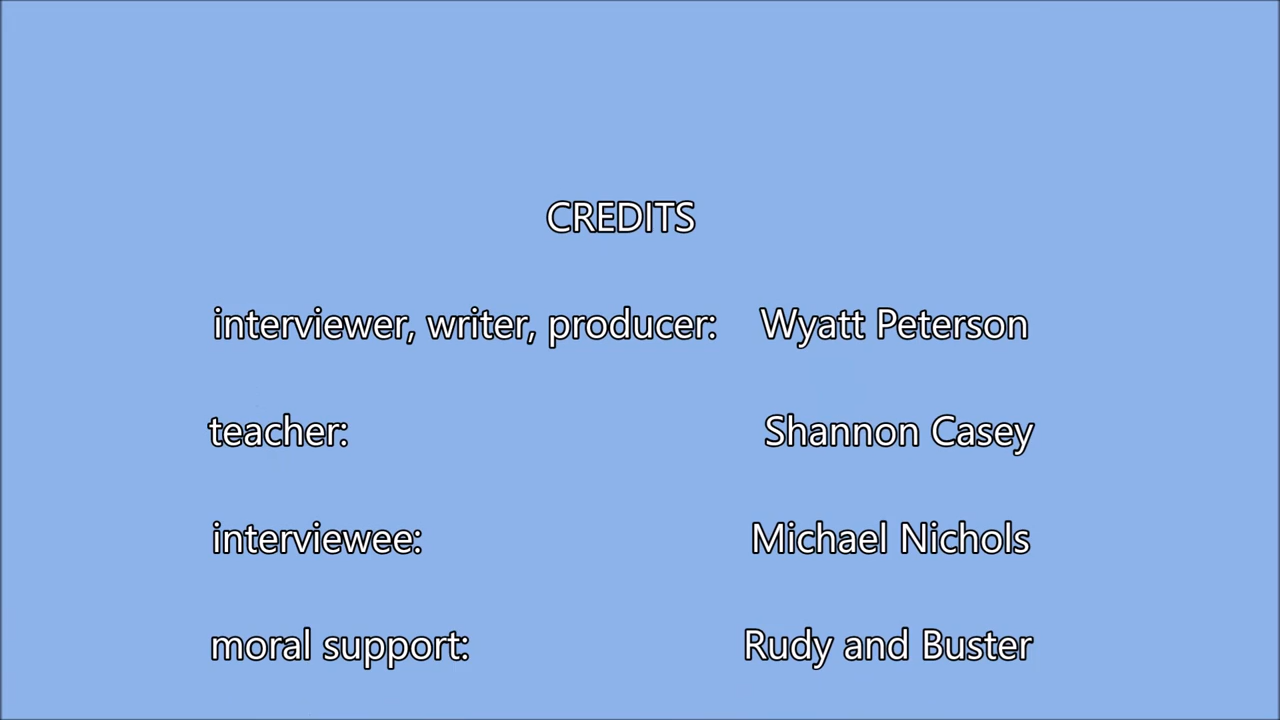 CREDITS
interviewer, writer, producer: Wyatt Peterson
teacher: Shannon Casey
interviewee: Michael Nichols
moral support: Rudy and Buster